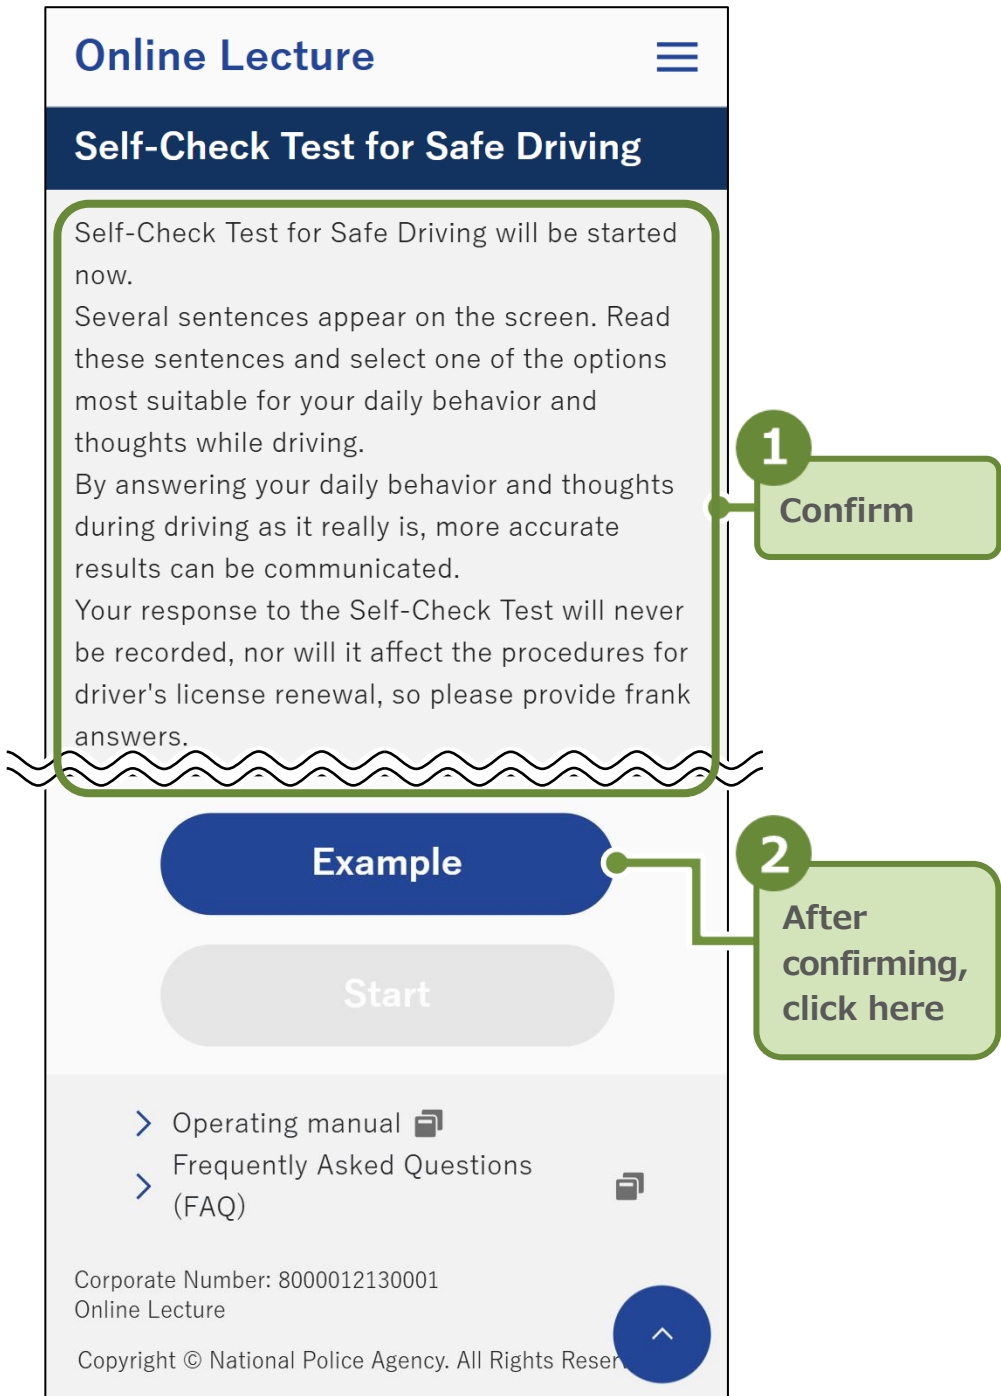 Online Lecture
Self-Check Test for Safe Driving
Self-Check Test for Safe Driving will be started
now.
Several sentences appear on the screen. Read
these sentences and select one of the options
most suitable for your daily behavior and
thoughts while driving.
By answering your daily behavior and thoughts
during driving as it really is, more accurate
results can be communicated.
Your response to the Self-Check Test will never
be recorded, nor will it affect the procedures for
driver's license renewal, so please provide frank
answers.
1
Confirm
Example
2
After
confirming,
click here
Start
Operating manual
Frequently Asked Questions
(FAQ)
Corporate Number: 8000012130001
Online Lecture
Copyright © National Police Agency. All Rights Reser